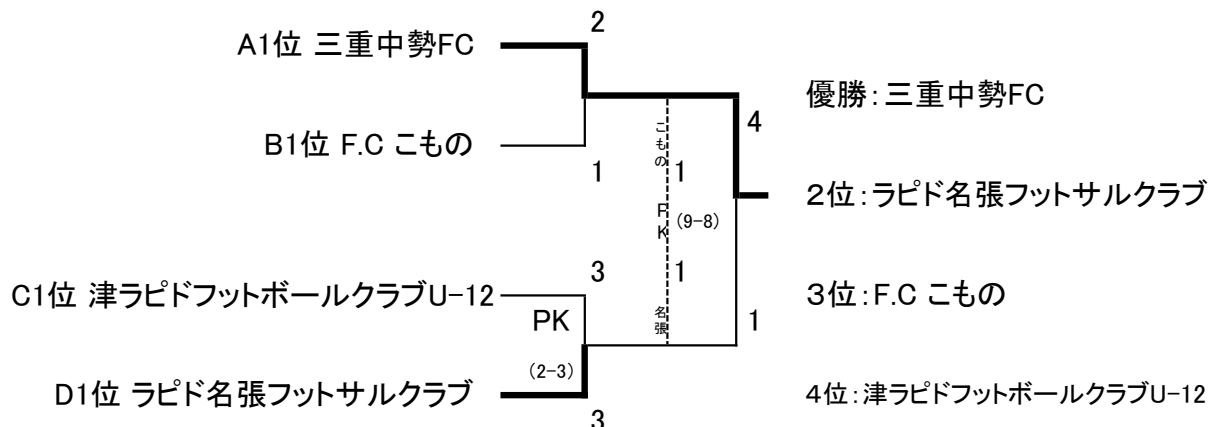 2
A1位 三重中勢FC
優勝：三重中勢FC
4
こもの
B1位 F.C こもの
1
1
2位：ラピド名張フットサルクラブ
PK
(9-8)
3
1
C1位 津ラピドフットボールクラブU-12
3位：F.C こもの
PK
名張
1
(2-3)
D1位 ラピド名張フットサルクラブ
4位：津ラピドフットボールクラブU-12
3